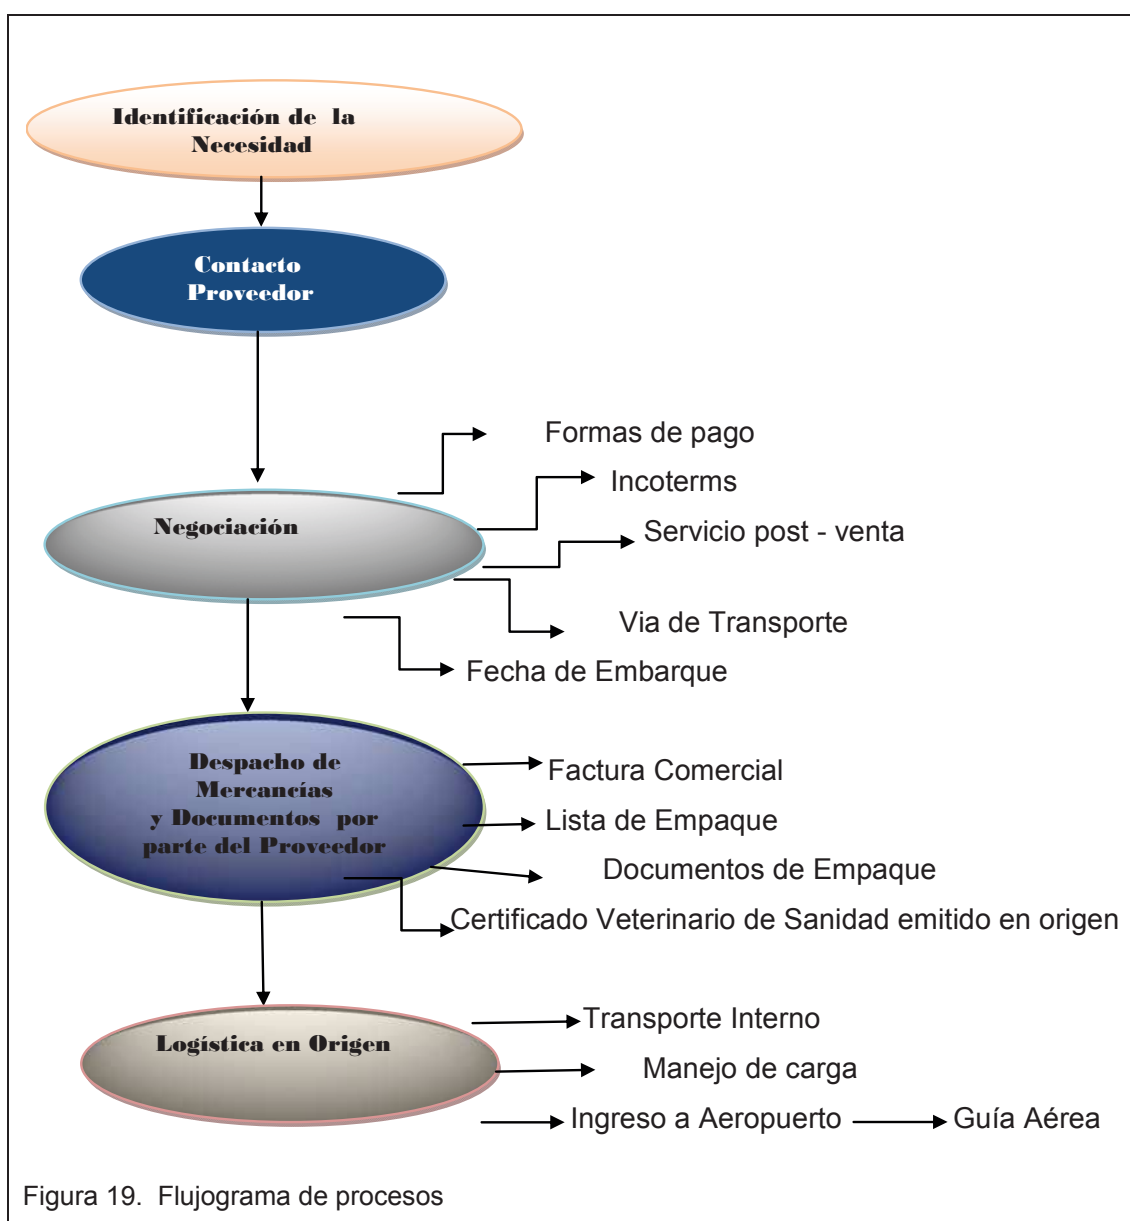 Identificación de la
Necesidad
Contacto
Proveedor
Formas de pago
Incoterms
Negociación
Servicio post - venta
Via de Transporte
Fecha de Embarque
Despacho de
Mercancías
y Documentos por
parte del Proveedor
Factura Comercial
Lista de Empaque
Documentos de Empaque
Certificado Veterinario de Sanidad emitido en origen
Logística en Origen
Transporte Interno
Manejo de carga
Ingreso a Aeropuerto
Guía Aérea
Figura 19. Flujograma de procesos